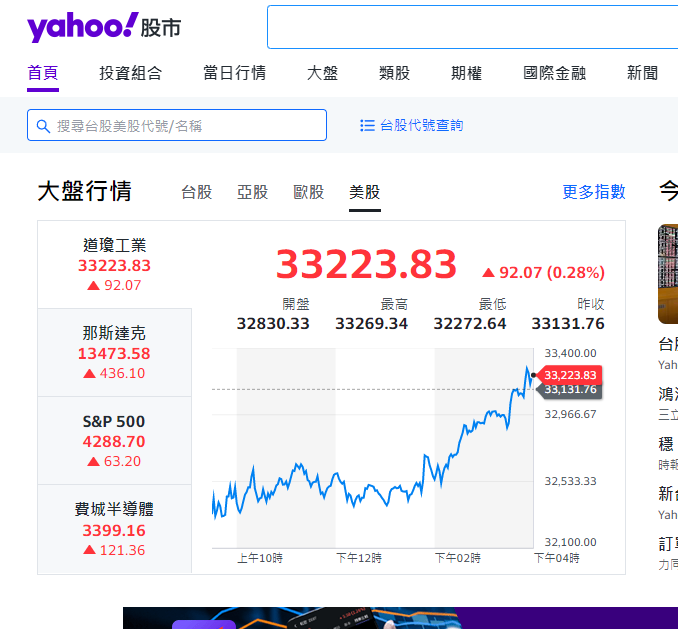 yahoo!股市
首頁 投資組合 當日行情 大盤 類股 期權 國際金融 新聞
搜尋台股美股代號/名稱 台股代號查詢
大盤行情 台股 亞股 歐股 美股 更多指數 今
道瓊工業
33223.83
▲ 92.07
那斯達克
13473.58
▲ 436.10
S&P 500
4288.70
▲ 63.20
費城半導體
3399.16
▲ 121.36
33223.83 ▲ 92.07 (0.28%)
開盤 最高 最低 昨收
32830.33 33269.34 32272.64 33131.76
33,400.00
33,223.83
33,131.76
32,966.67
32,533.33
32,100.00
上午10時 下午12時 下午02時 下午04時
台股
Yah
鴻海
三立
穩
時報
新台
Yah
訂單